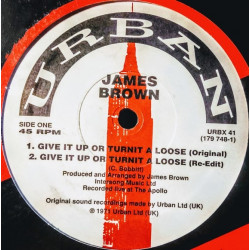 URBAN
JAMES
BROWN
SIDE ONE
45 RPM
URBX 41
(179 748-1)
1. GIVE IT UP OR TURNIT A LOOSE (Original)
2. GIVE IT UP OR TURNIT A LOOSE (Re-Edit)
(C. Bobbitt)
Produced and Arranged by James Brown
Intersong Music Ltd
Recorded live at The Apollo
Original sound recordings made by Urban Ltd (UK)
℗ 1971 Urban Ltd (UK)